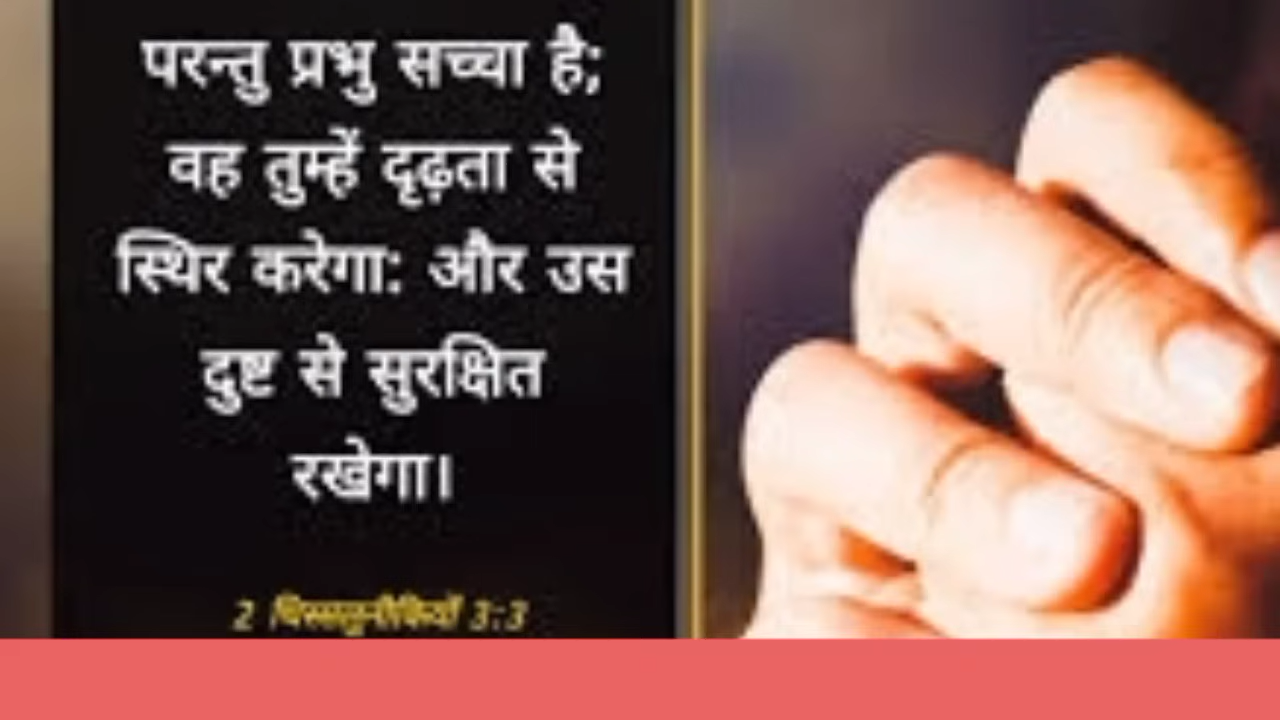 परन्तु प्रभु सच्चा है;
वह तुम्हें दृढ़ता से
स्थिर करेगा: और उस
दुष्ट से सुरक्षित
रखेगा।
2 थिस्सलुनीकियों 3:3